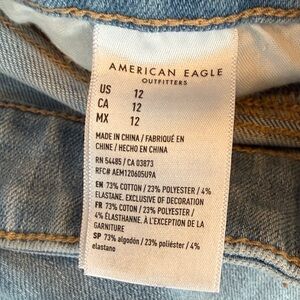 AMERICAN EAGLE
OUTFITTERS
US 12
CA 12
MX 12
MADE IN CHINA / FABRIQUÉ EN
CHINE / HECHO EN CHINA
RN 54485 / CA 03873
RFC# AEM120605U9A
EN 73% COTTON / 23% POLYESTER / 4%
ELASTANE. EXCLUSIVE OF DECORATION
FR 73% COTON / 23% POLYESTER /
4% ÉLASTHANNE. À L'EXCEPTION DE LA
GARNITURE
SP 73% algodón / 23% poliéster / 4%
elastano